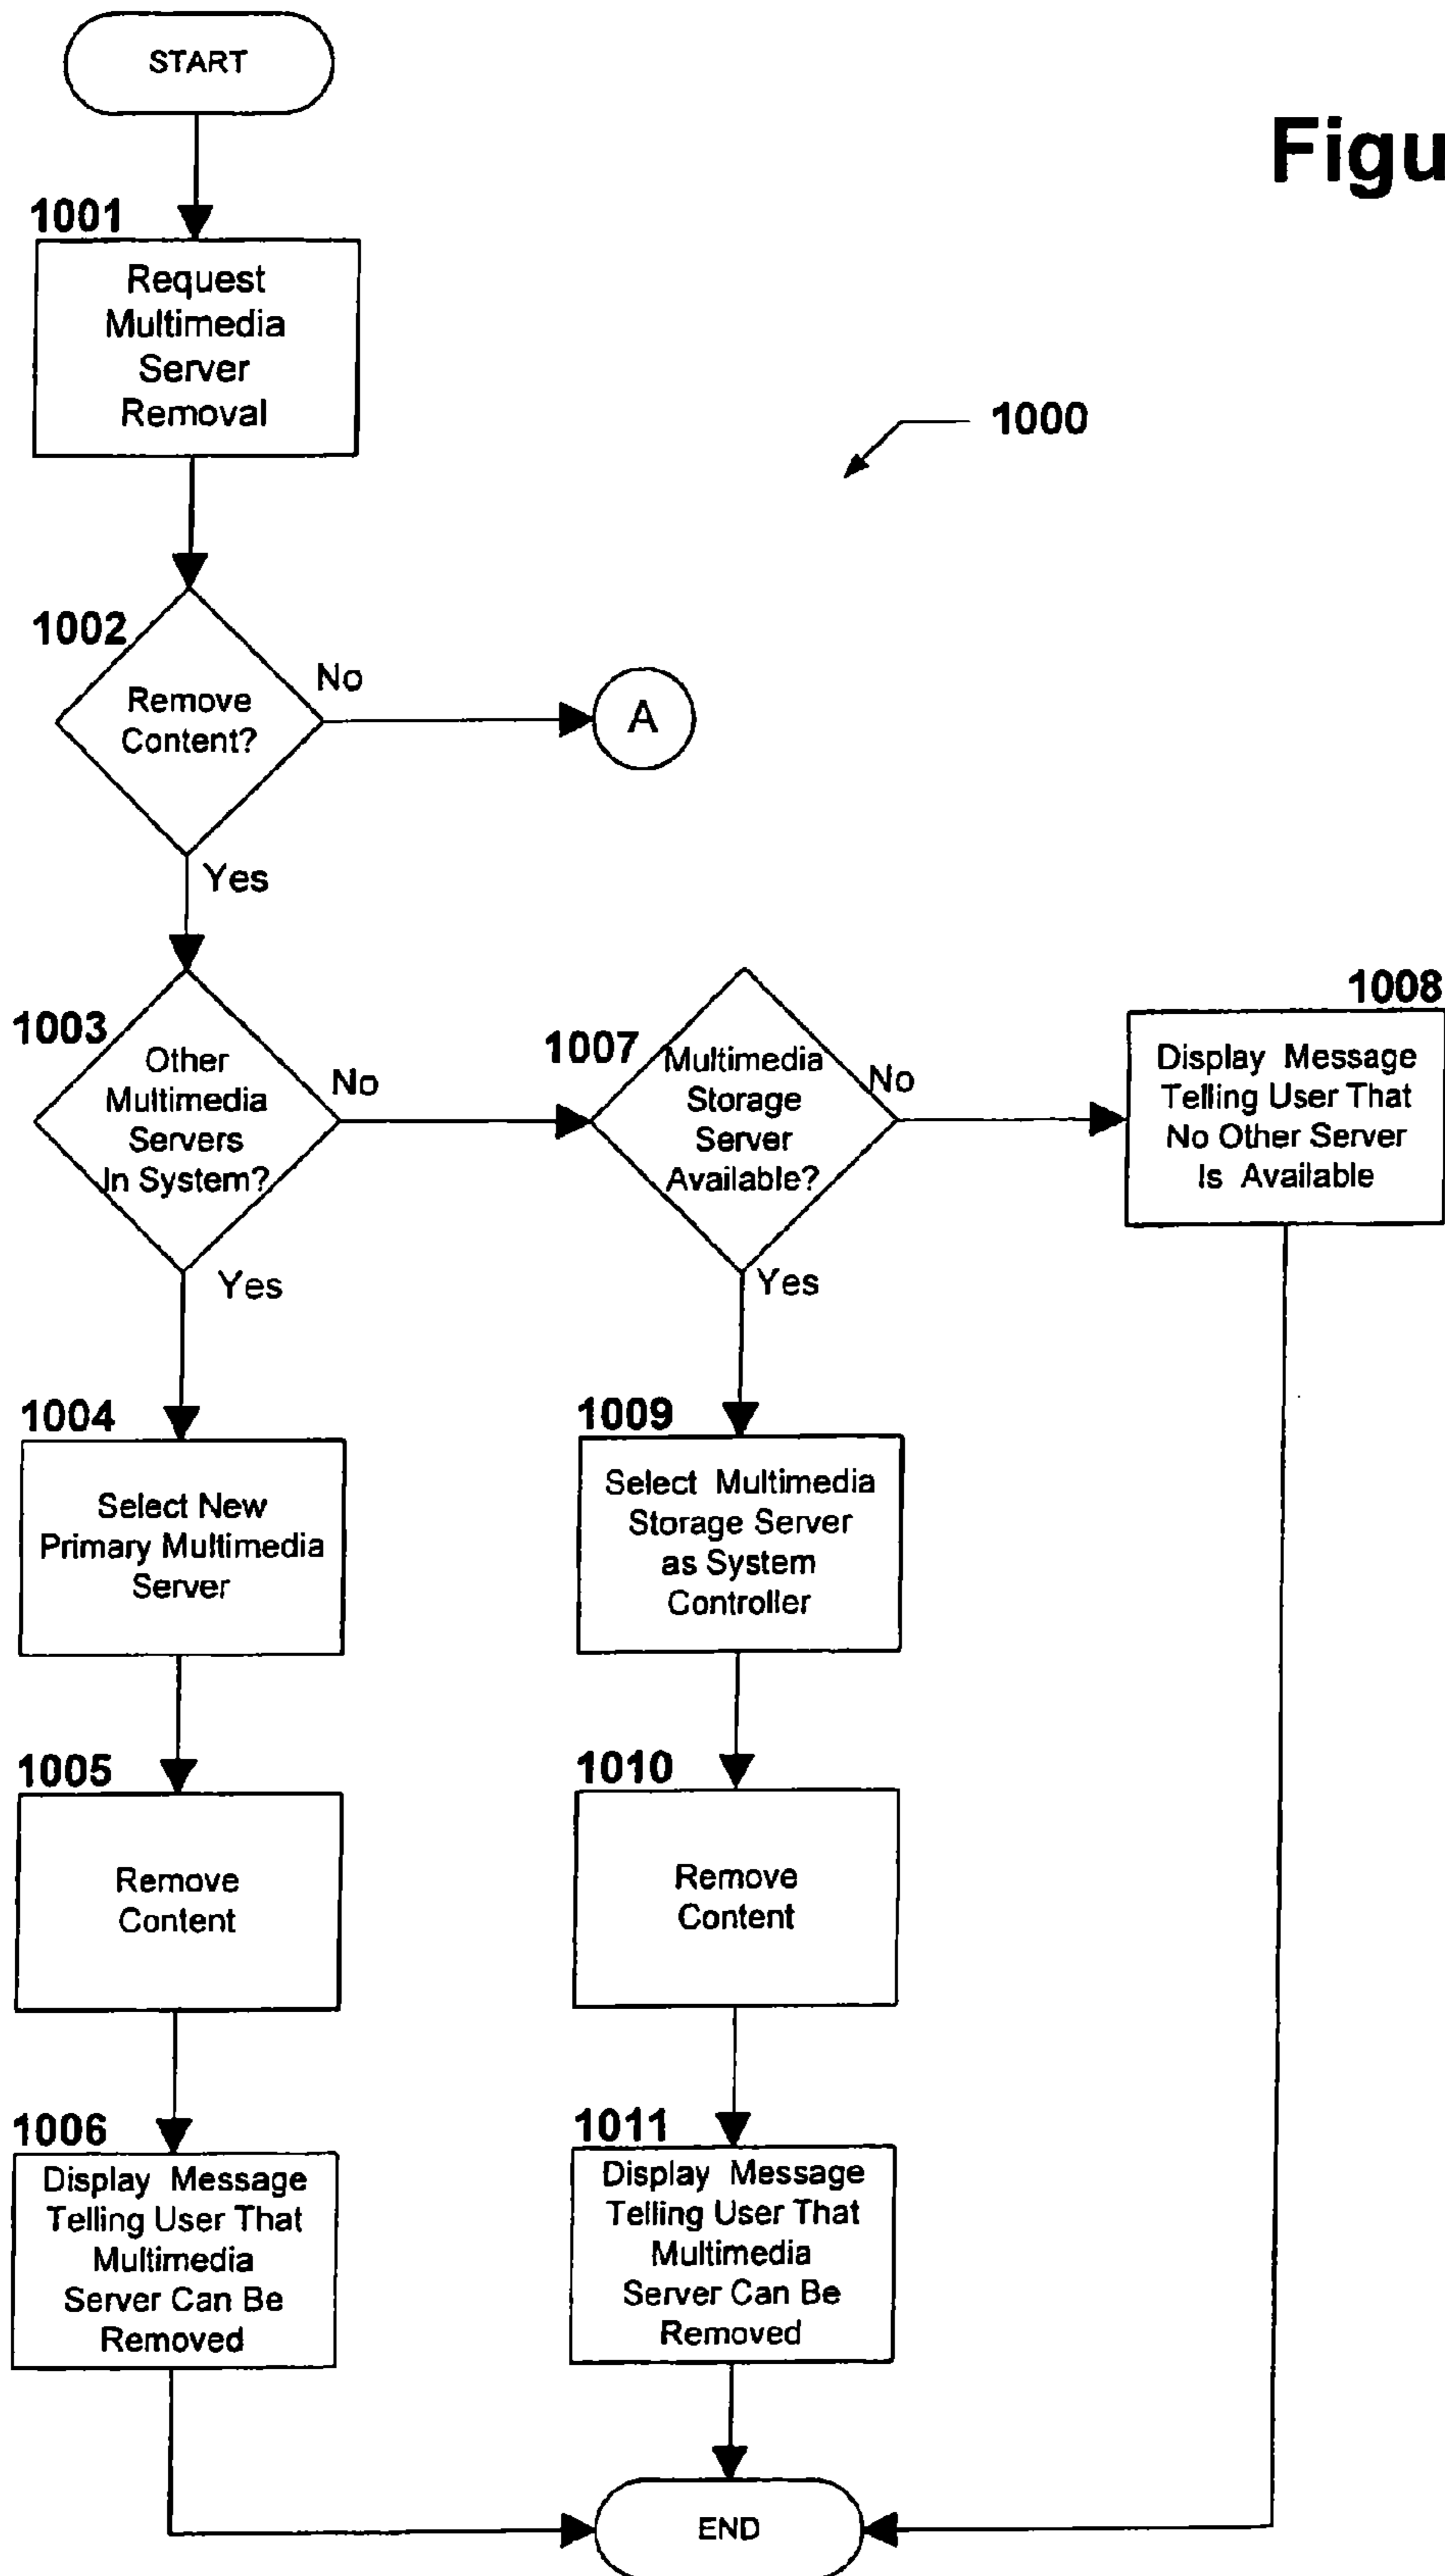 START
Figu
1001
Request
Multimedia
Server
Removal
1000
1002
Remove
Content?
No
A
Yes
1003
Other
Multimedia
Servers
In System?
No
1007
Multimedia
Storage
Server
Available?
No
1008
Display Message
Telling User That
No Other Server
Is Available
Yes
Yes
1004
Select New
Primary Multimedia
Server
1009
Select Multimedia
Storage Server
as System
Controller
1005
Remove
Content
1010
Remove
Content
1006
Display Message
Telling User That
Multimedia
Server Can Be
Removed
1011
Display Message
Telling User That
Multimedia
Server Can Be
Removed
END